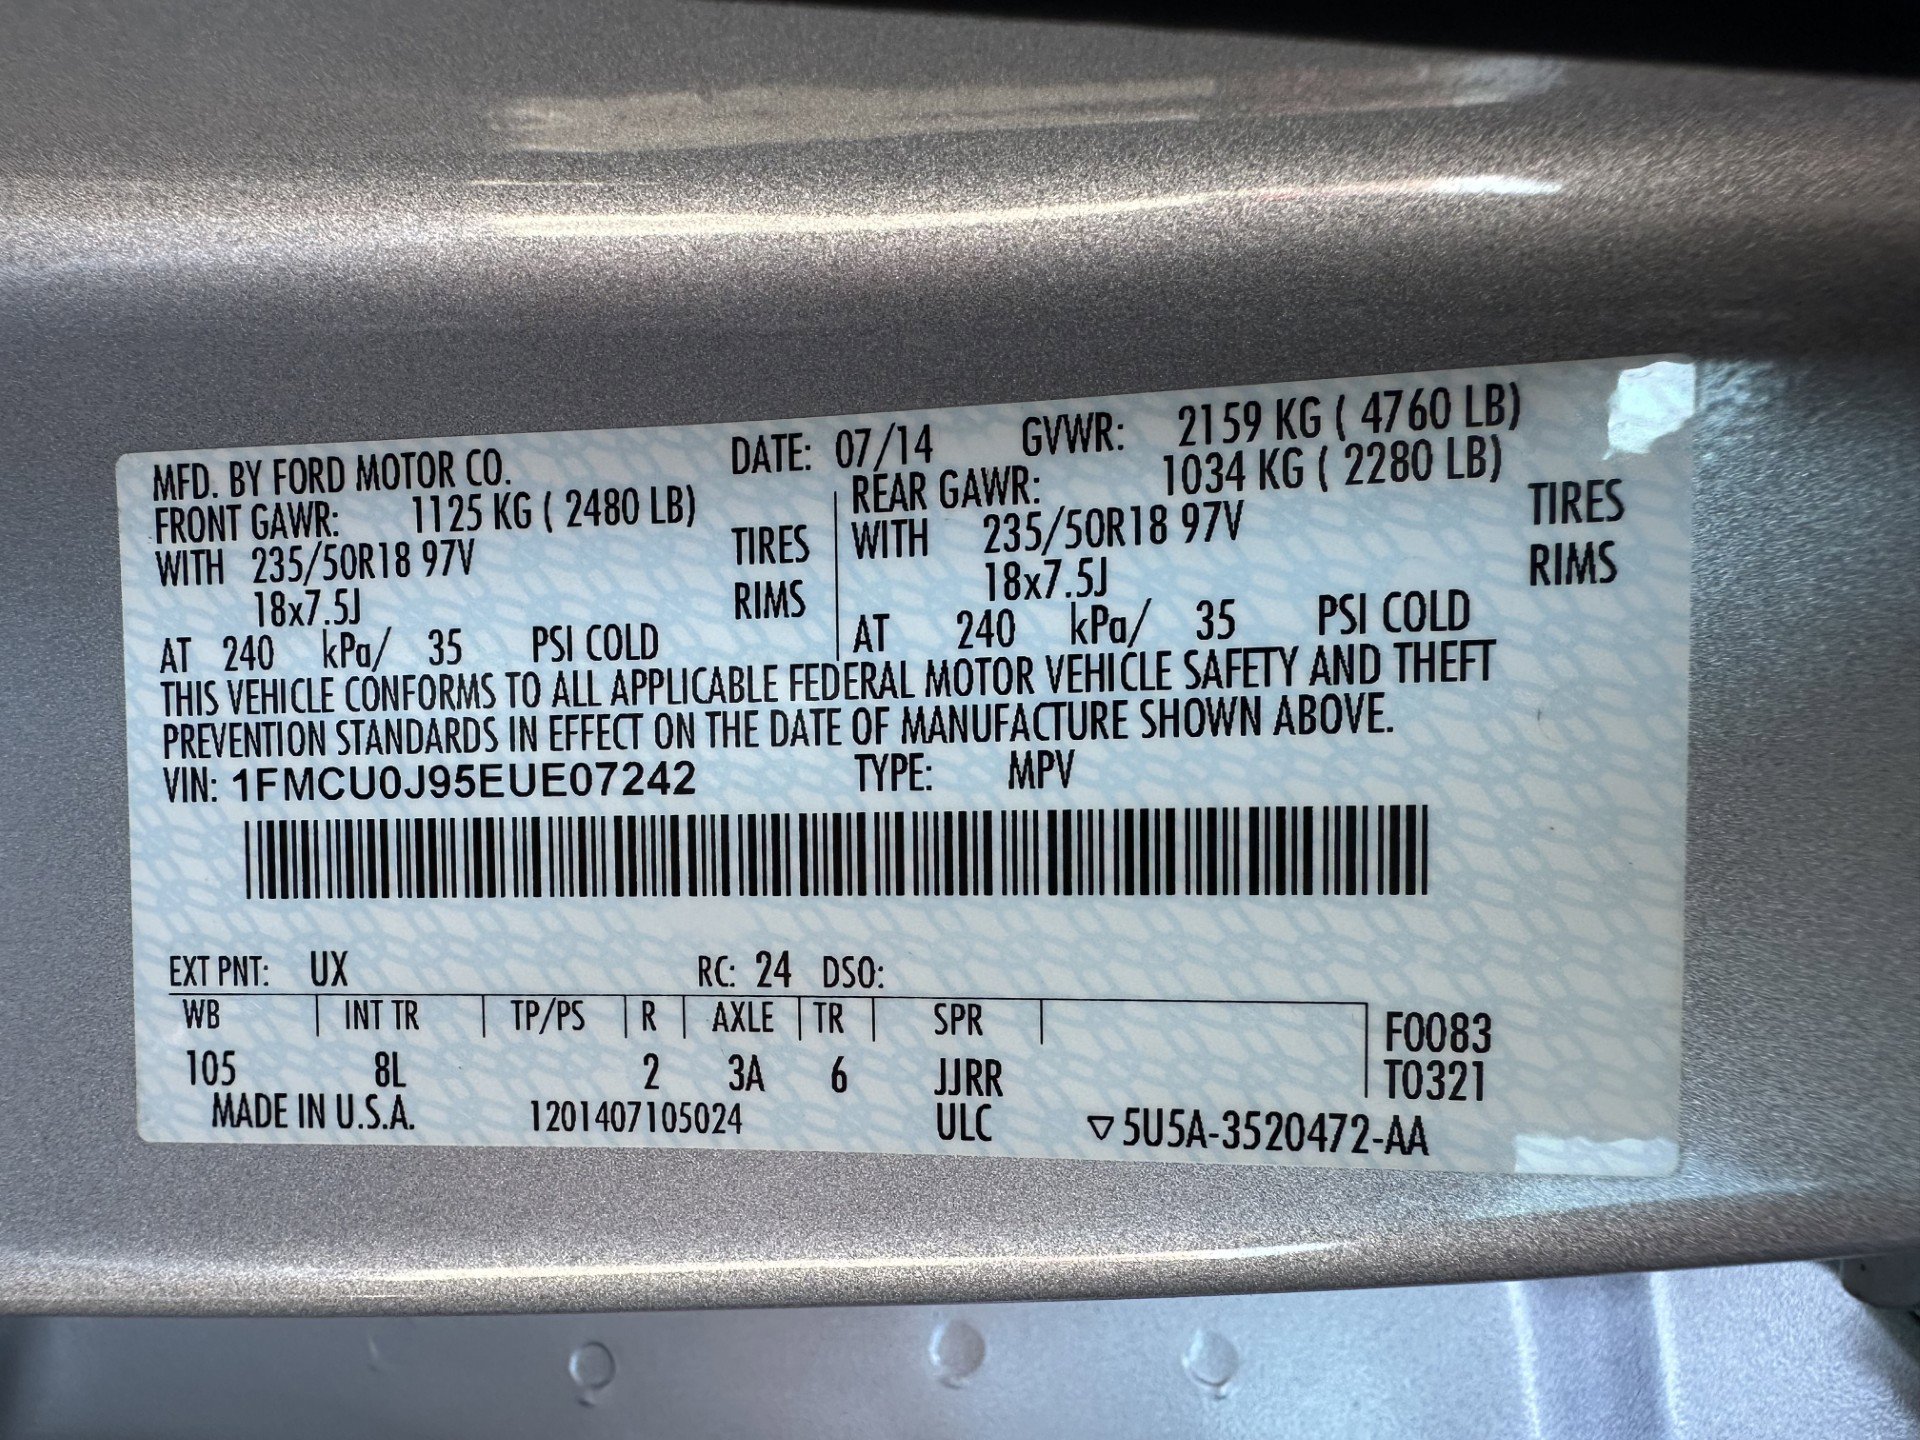 MFD. BY FORD MOTOR CO. DATE: 07/14 GVWR: 2159 KG ( 4760 LB)
FRONT GAWR: 1125 KG ( 2480 LB) REAR GAWR: 1034 KG ( 2280 LB)
WITH 235/50R18 97V TIRES WITH 235/50R18 97V TIRES
18x7.5J RIMS 18x7.5J RIMS
AT 240 kPa/ 35 PSI COLD AT 240 kPa/ 35 PSI COLD
THIS VEHICLE CONFORMS TO ALL APPLICABLE FEDERAL MOTOR VEHICLE SAFETY AND THEFT
PREVENTION STANDARDS IN EFFECT ON THE DATE OF MANUFACTURE SHOWN ABOVE.
VIN: 1FMCU0J95EUE07242 TYPE: MPV
EXT PNT: UX RC: 24 DSO:
WB INT TR TP/PS R AXLE TR SPR F0083
105 8L 2 3A 6 JJRR T0321
MADE IN U.S.A. 1201407105024 ULC ▽5U5A-3520472-AA